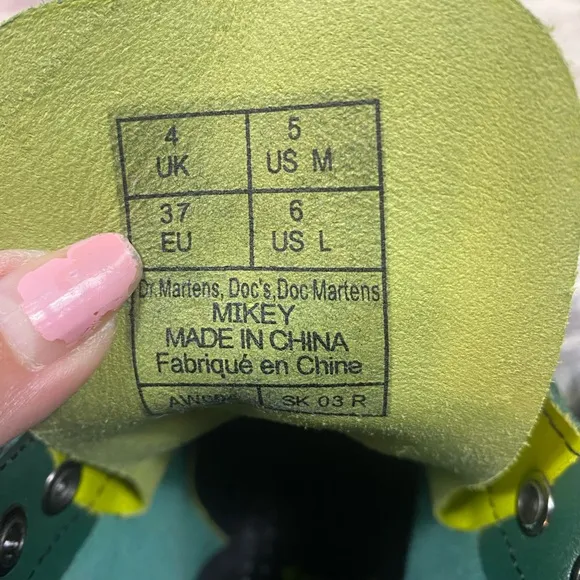 4 UK
5 US M
37 EU
6 US L
Dr. Martens, Doc's, Doc Martens
MIKEY
MADE IN CHINA
Fabriqué en Chine
SK 03 R